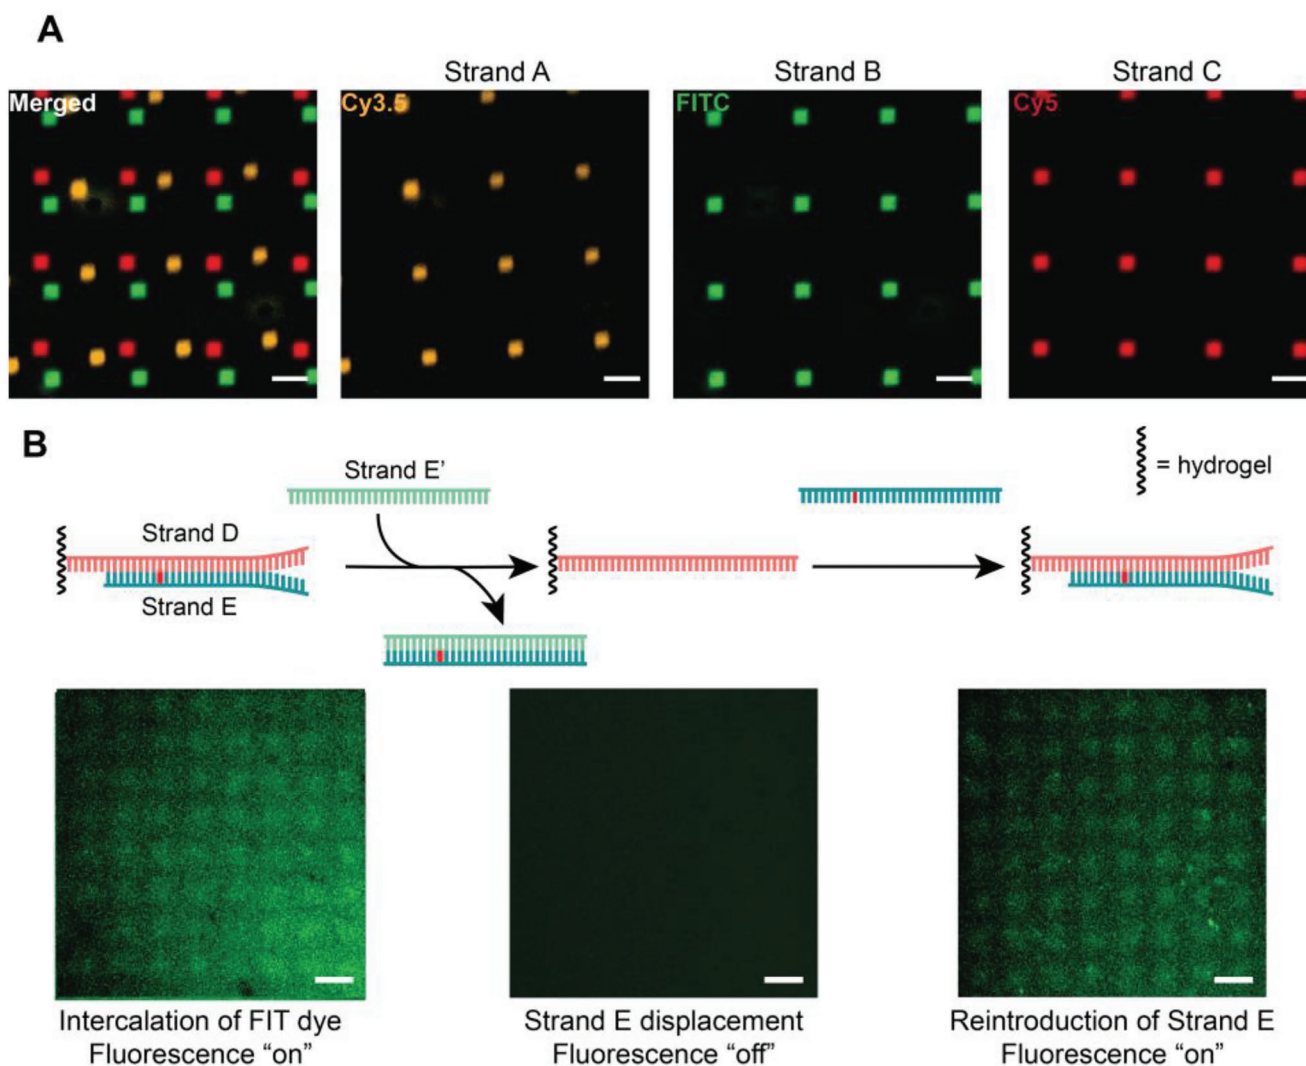 A
Strand A
Strand B
Strand C
Merged
Cy3.5
FITC
Cy5
B
Strand E’
= hydrogel
Strand D
Strand E
Intercalation of FIT dye
Fluorescence “on”
Strand E displacement
Fluorescence “off”
Reintroduction of Strand E
Fluorescence “on”